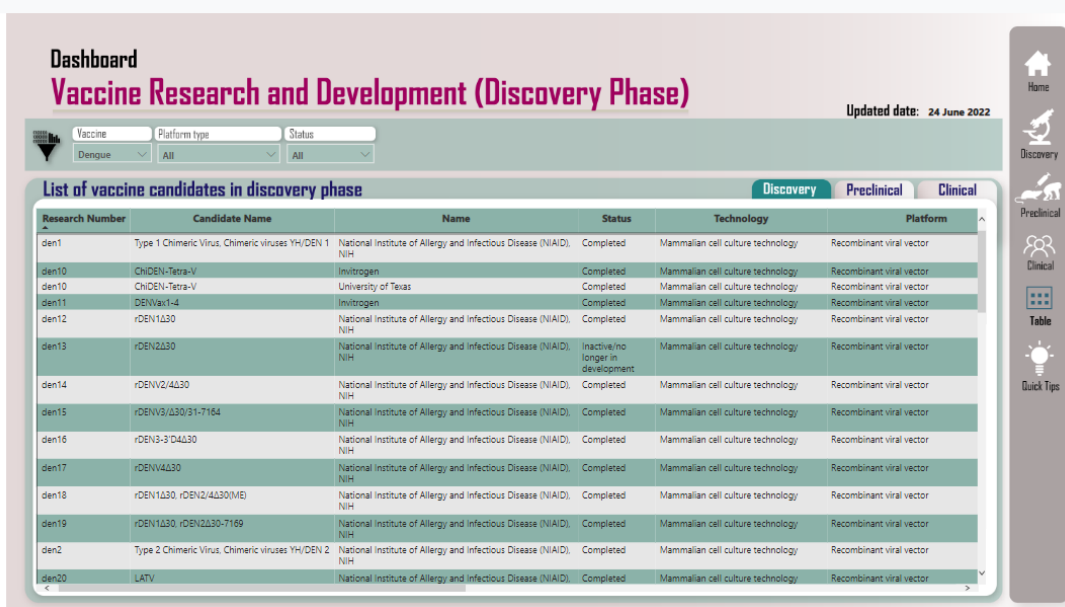 Dashboard
Vaccine Research and Development (Discovery Phase)
Updated date: 24 June 2022
Vaccine Platform type Status
Dengue All All
List of vaccine candidates in discovery phase
Discovery Preclinical Clinical
Research Number Candidate Name Name Status Technology Platform
den1 Type 1 Chimeric Virus, Chimeric viruses YH/DEN 1 National Institute of Allergy and Infectious Disease (NIAID), Completed Mammalian cell culture technology Recombinant viral vector
NIH
den10 ChiDEN-Tetra-V Invitrogen Completed Mammalian cell culture technology Recombinant viral vector
den10 ChiDEN-Tetra-V University of Texas Completed Mammalian cell culture technology Recombinant viral vector
den11 DENVax1-4 Invitrogen Completed Mammalian cell culture technology Recombinant viral vector
den12 rDEN1Δ30 National Institute of Allergy and Infectious Disease (NIAID), Completed Mammalian cell culture technology Recombinant viral vector
NIH
den13 rDEN2Δ30 National Institute of Allergy and Infectious Disease (NIAID), Inactive/no Mammalian cell culture technology Recombinant viral vector
NIH longer in
development
den14 rDENV2/4Δ30 National Institute of Allergy and Infectious Disease (NIAID), Completed Mammalian cell culture technology Recombinant viral vector
NIH
den15 rDENV3/Δ30/31-7164 National Institute of Allergy and Infectious Disease (NIAID), Completed Mammalian cell culture technology Recombinant viral vector
NIH
den16 rDEN3-3'D4Δ30 National Institute of Allergy and Infectious Disease (NIAID), Completed Mammalian cell culture technology Recombinant viral vector
NIH
den17 rDENV4Δ30 National Institute of Allergy and Infectious Disease (NIAID), Completed Mammalian cell culture technology Recombinant viral vector
NIH
den18 rDEN1Δ30, rDEN2/4Δ30(ME) National Institute of Allergy and Infectious Disease (NIAID), Completed Mammalian cell culture technology Recombinant viral vector
NIH
den19 rDEN1Δ30, rDEN2Δ30-7169 National Institute of Allergy and Infectious Disease (NIAID), Completed Mammalian cell culture technology Recombinant viral vector
NIH
den2 Type 2 Chimeric Virus, Chimeric viruses YH/DEN 2 National Institute of Allergy and Infectious Disease (NIAID), Completed Mammalian cell culture technology Recombinant viral vector
NIH
den20 LATV National Institute of Allergy and Infectious Disease (NIAID), Completed Mammalian cell culture technology Recombinant viral vector
Home
Discovery
Preclinical
Clinical
Table
Quick Tips